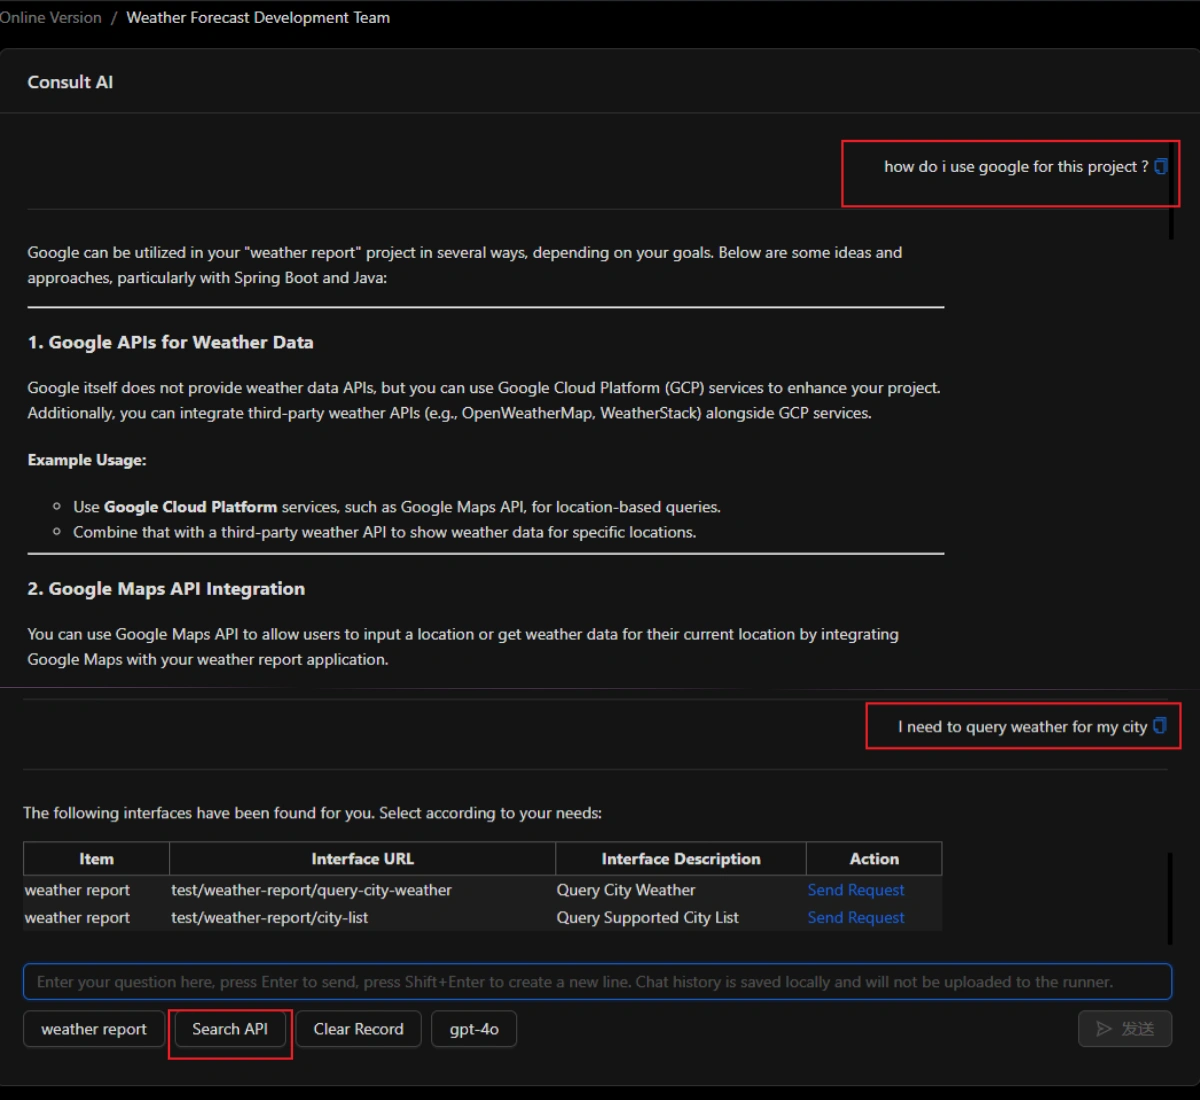 Online Version / Weather Forecast Development Team
Consult AI
how do i use google for this project ?
Google can be utilized in your "weather report" project in several ways, depending on your goals. Below are some ideas and
approaches, particularly with Spring Boot and Java:
1. Google APIs for Weather Data
Google itself does not provide weather data APIs, but you can use Google Cloud Platform (GCP) services to enhance your project.
Additionally, you can integrate third-party weather APIs (e.g., OpenWeatherMap, WeatherStack) alongside GCP services.
Example Usage:
Use Google Cloud Platform services, such as Google Maps API, for location-based queries.
Combine that with a third-party weather API to show weather data for specific locations.
2. Google Maps API Integration
You can use Google Maps API to allow users to input a location or get weather data for their current location by integrating
Google Maps with your weather report application.
I need to query weather for my city
The following interfaces have been found for you. Select according to your needs:
Item Interface URL Interface Description Action
weather report test/weather-report/query-city-weather Query City Weather Send Request
weather report test/weather-report/city-list Query Supported City List Send Request
Enter your question here, press Enter to send, press Shift+Enter to create a new line. Chat history is saved locally and will not be uploaded to the runner.
weather report Search API Clear Record gpt-4o 发送